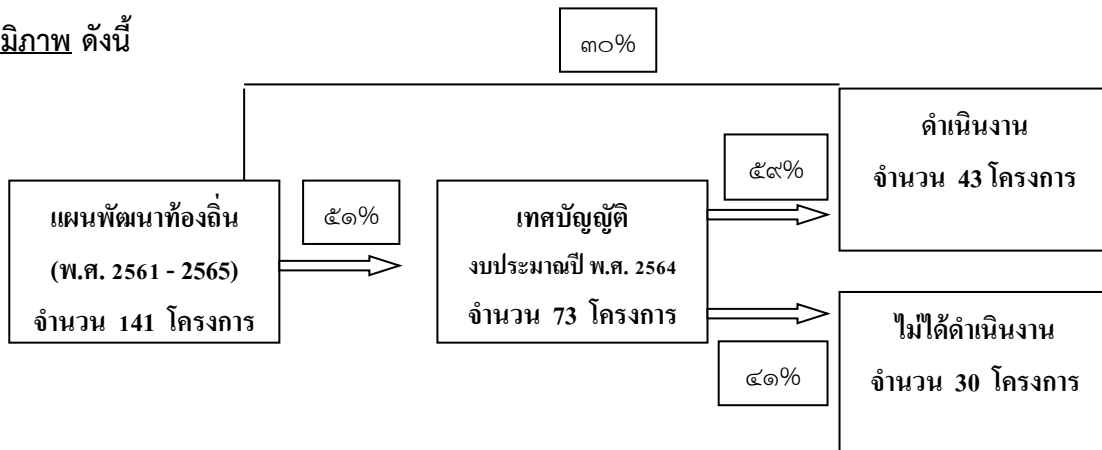 มิภาพ ดังนี้
๓๐%
ดำเนินงาน
จำนวน 43 โครงการ
๕๙%
แผนพัฒนาท้องถิ่น
(พ.ศ. 2561 - 2565)
จำนวน 141 โครงการ
๕๑%
เทศบัญญัติ
งบประมาณปี พ.ศ. 2564
จำนวน 73 โครงการ
ไม่ได้ดำเนินงาน
จำนวน 30 โครงการ
๔๑%